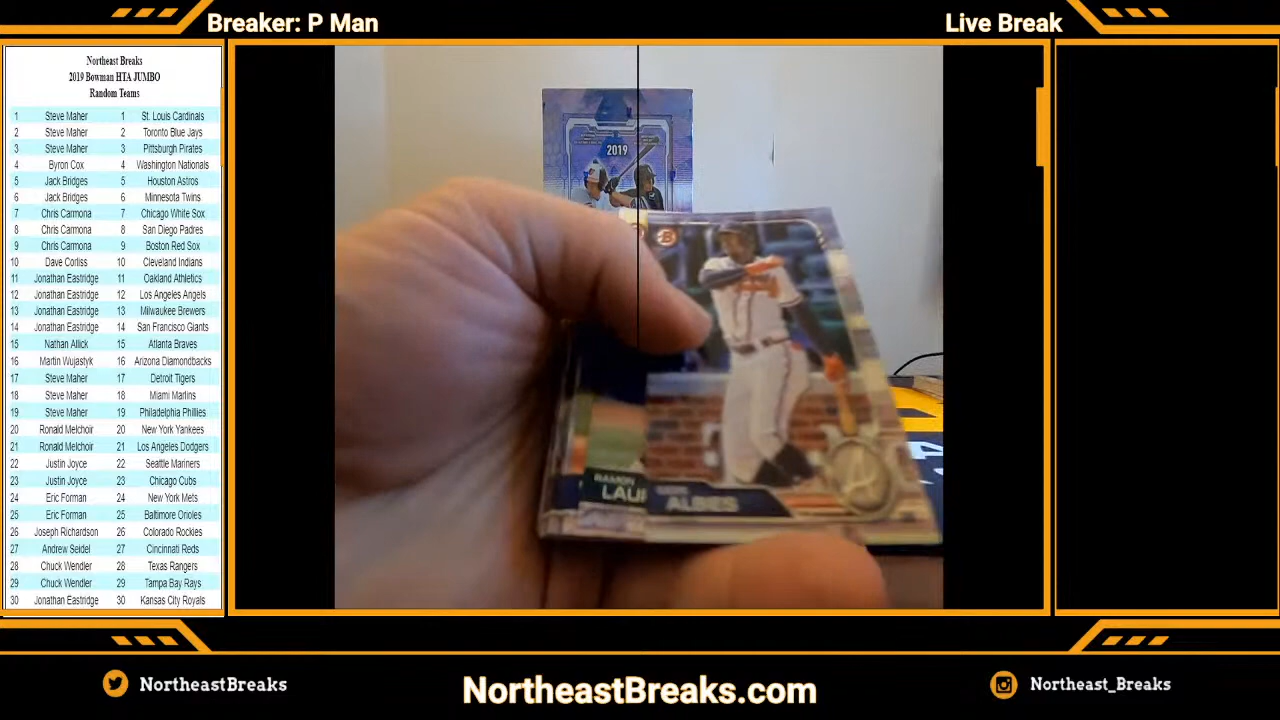 Breaker: P Man
Live Break
Northeast Breaks
2019 Bowman HTA JUMBO
Random Teams
1 Steve Maher 1 St. Louis Cardinals
2 Steve Maher 2 Toronto Blue Jays
3 Steve Maher 3 Pittsburgh Pirates
4 Byron Cox 4 Washington Nationals
5 Jack Bridges 5 Houston Astros
6 Jack Bridges 6 Minnesota Twins
7 Chris Carmona 7 Chicago White Sox
8 Chris Carmona 8 San Diego Padres
9 Chris Carmona 9 Boston Red Sox
10 Dave Corliss 10 Cleveland Indians
11 Jonathan Eastridge 11 Oakland Athletics
12 Jonathan Eastridge 12 Los Angeles Angels
13 Jonathan Eastridge 13 Milwaukee Brewers
14 Jonathan Eastridge 14 San Francisco Giants
15 Nathan Allick 15 Atlanta Braves
16 Martin Wujastyk 16 Arizona Diamondbacks
17 Steve Maher 17 Detroit Tigers
18 Steve Maher 18 Miami Marlins
19 Steve Maher 19 Philadelphia Phillies
20 Ronald Melchoir 20 New York Yankees
21 Ronald Melchoir 21 Los Angeles Dodgers
22 Justin Joyce 22 Seattle Mariners
23 Justin Joyce 23 Chicago Cubs
24 Eric Forman 24 New York Mets
25 Eric Forman 25 Baltimore Orioles
26 Joseph Richardson 26 Colorado Rockies
27 Andrew Seidel 27 Cincinnati Reds
28 Chuck Wendler 28 Texas Rangers
29 Chuck Wendler 29 Tampa Bay Rays
30 Jonathan Eastridge 30 Kansas City Royals
2019
B
RAMON
LAU
ALBIES
NortheastBreaks
NortheastBreaks.com
Northeast_Breaks